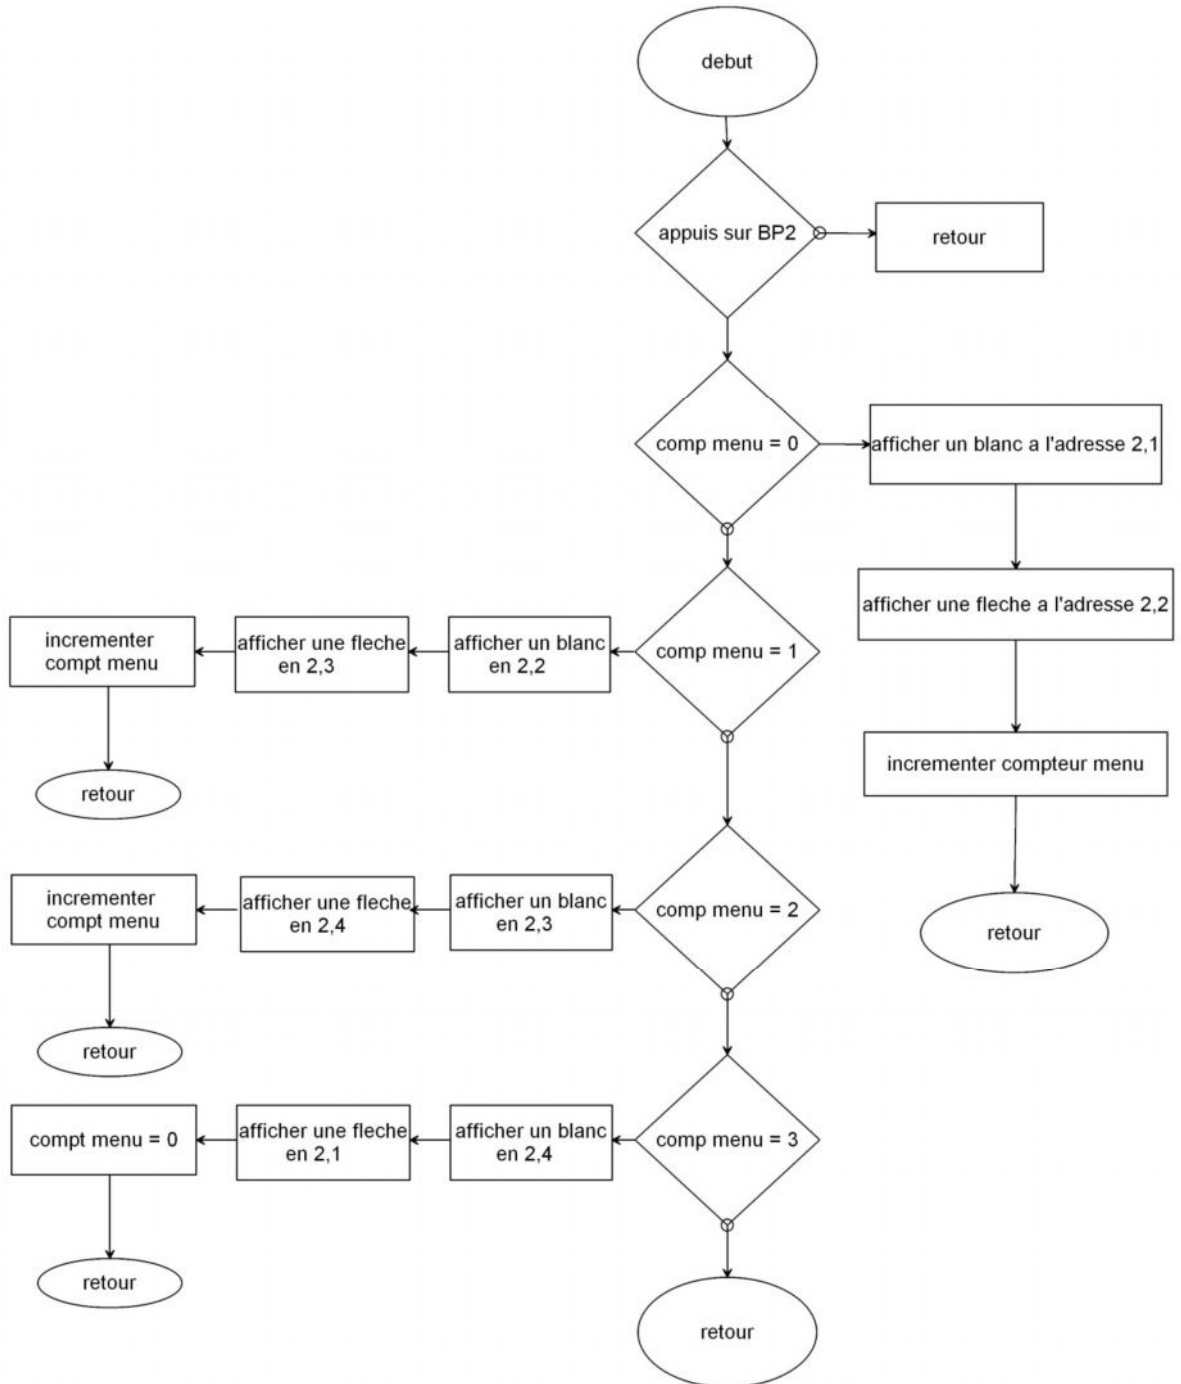 debut
appuis sur BP2
retour
comp menu = 0
afficher un blanc a l'adresse 2,1
afficher une fleche a l'adresse 2,2
incrementer compteur menu
retour
comp menu = 1
afficher un blanc
en 2,2
afficher une fleche
en 2,3
incrementer
compt menu
retour
comp menu = 2
afficher un blanc
en 2,3
afficher une fleche
en 2,4
incrementer
compt menu
retour
comp menu = 3
afficher un blanc
en 2,4
afficher une fleche
en 2,1
compt menu = 0
retour
retour